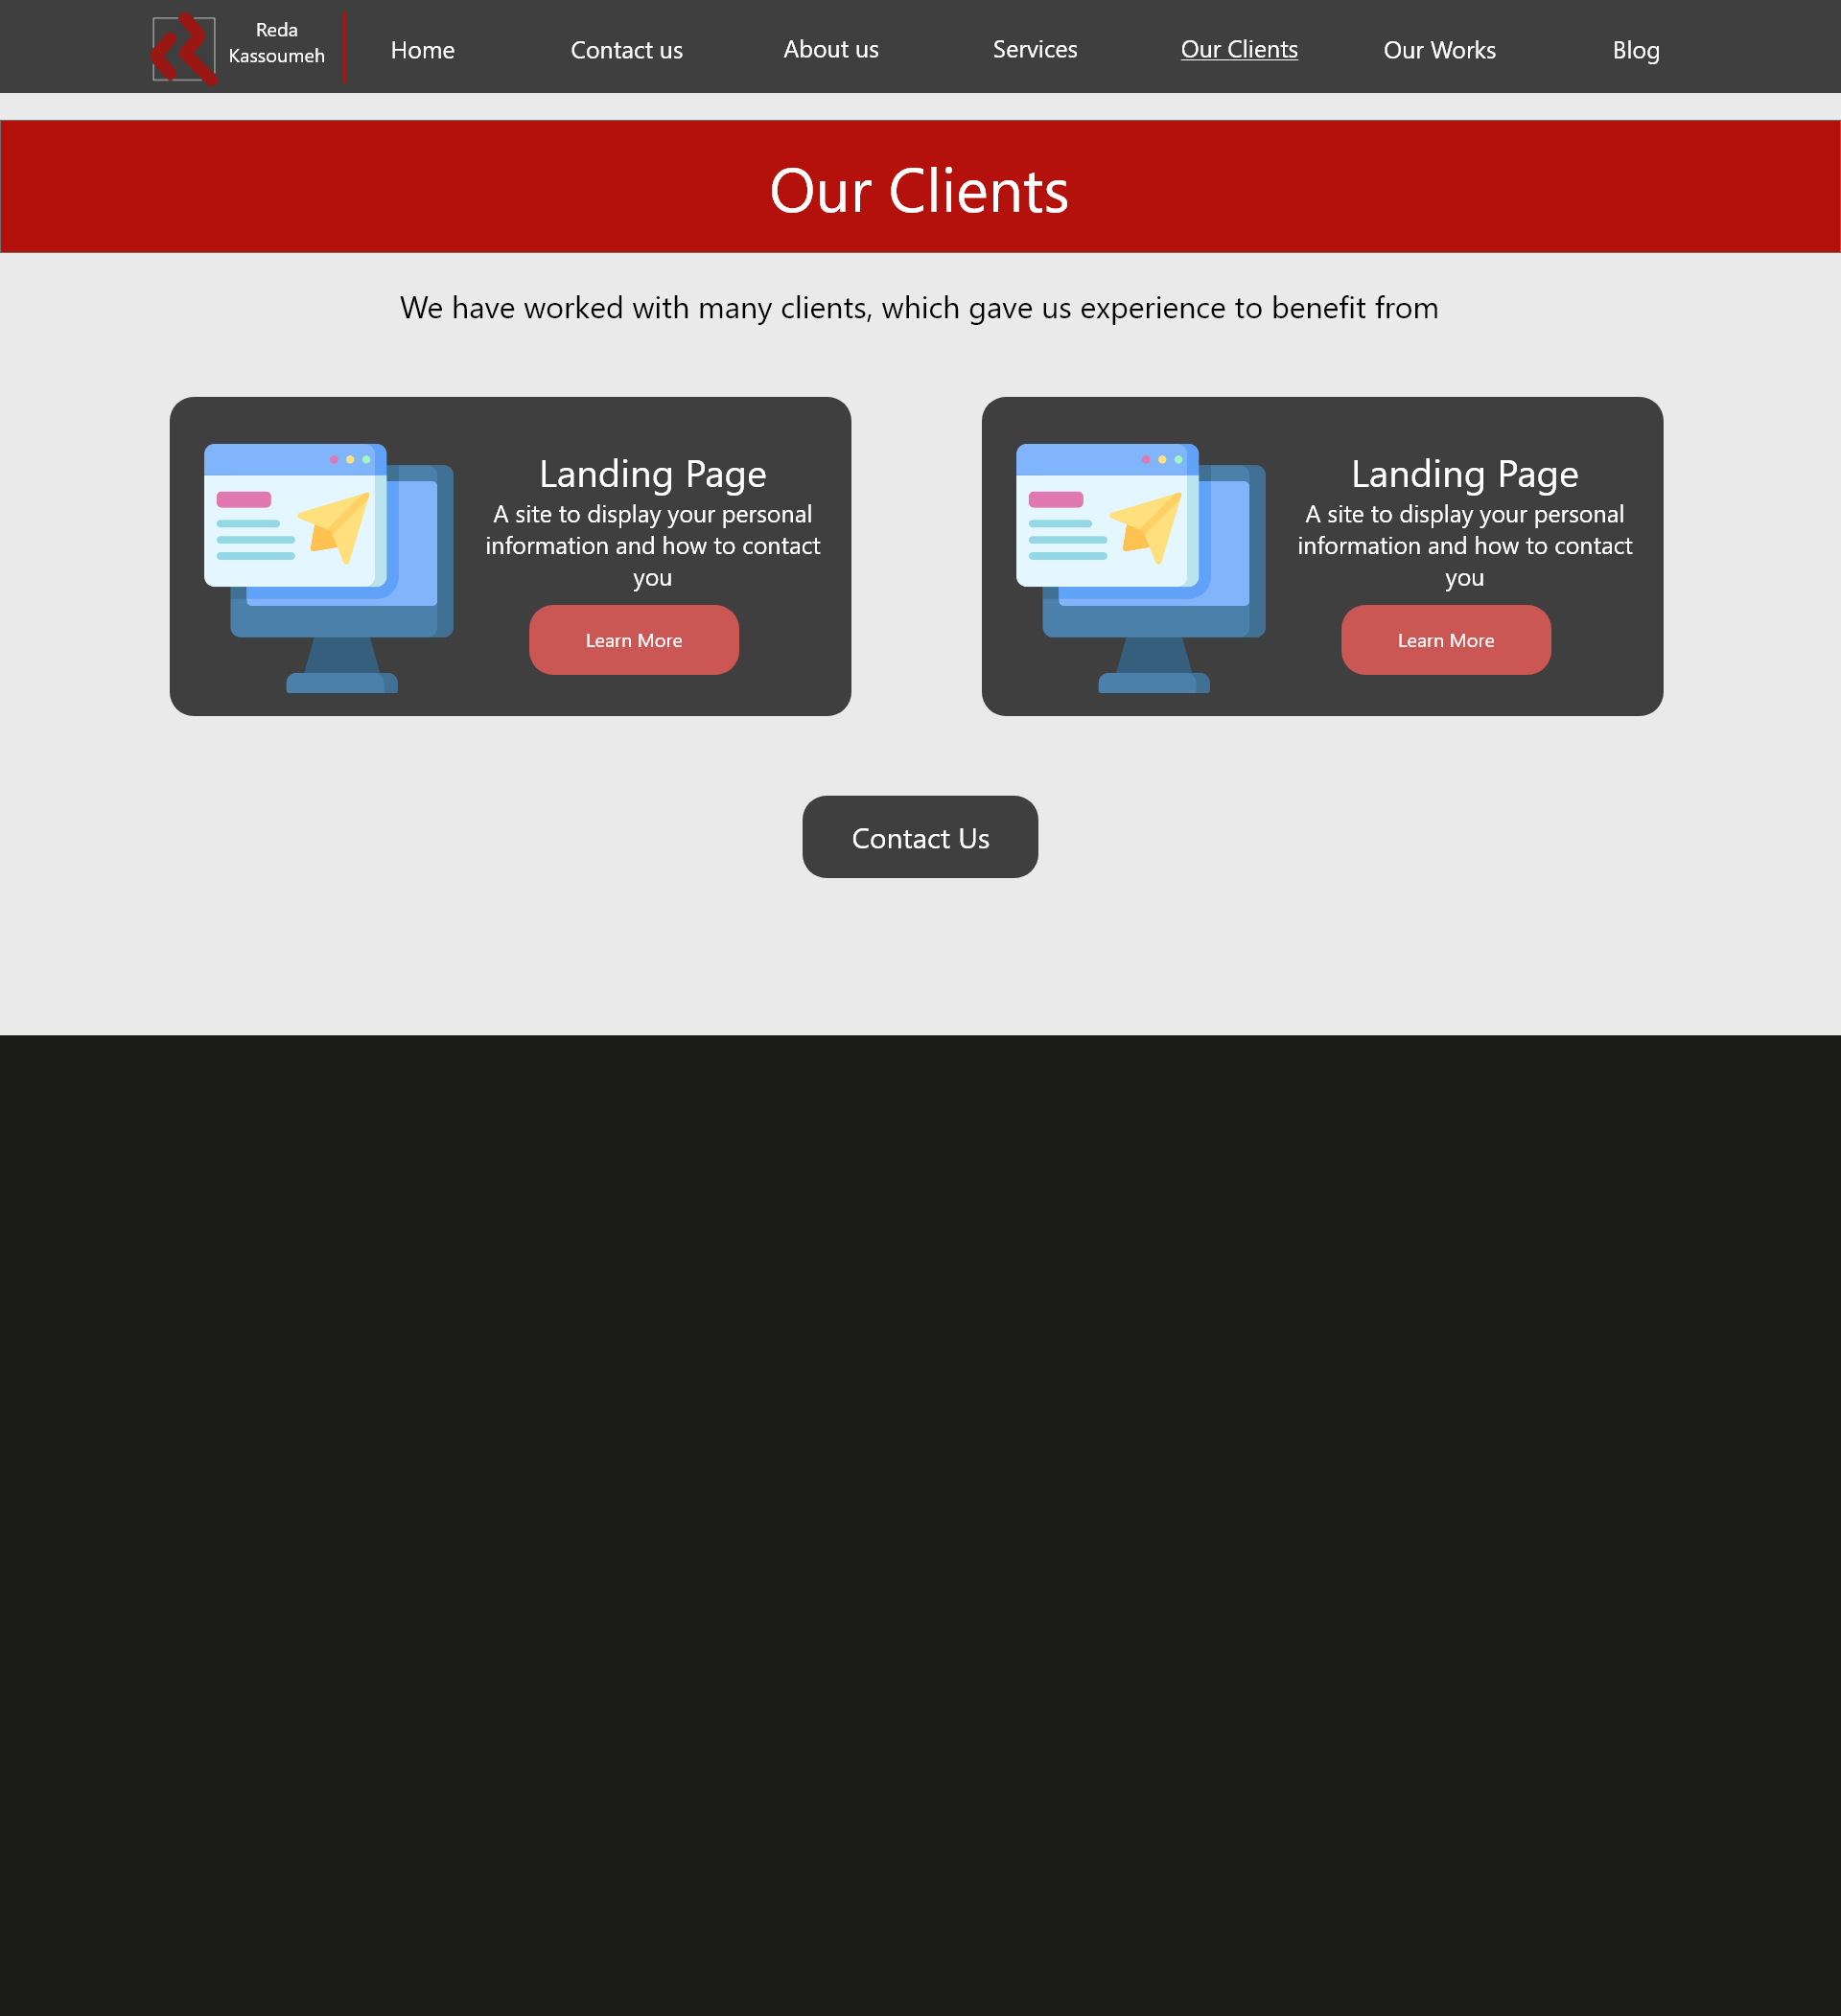 Reda
Kassoumeh
Home
Contact us
About us
Services
Our Clients
Our Works
Blog
Our Clients
We have worked with many clients, which gave us experience to benefit from
Landing Page
A site to display your personal
information and how to contact
you
Learn More
Landing Page
A site to display your personal
information and how to contact
you
Learn More
Contact Us